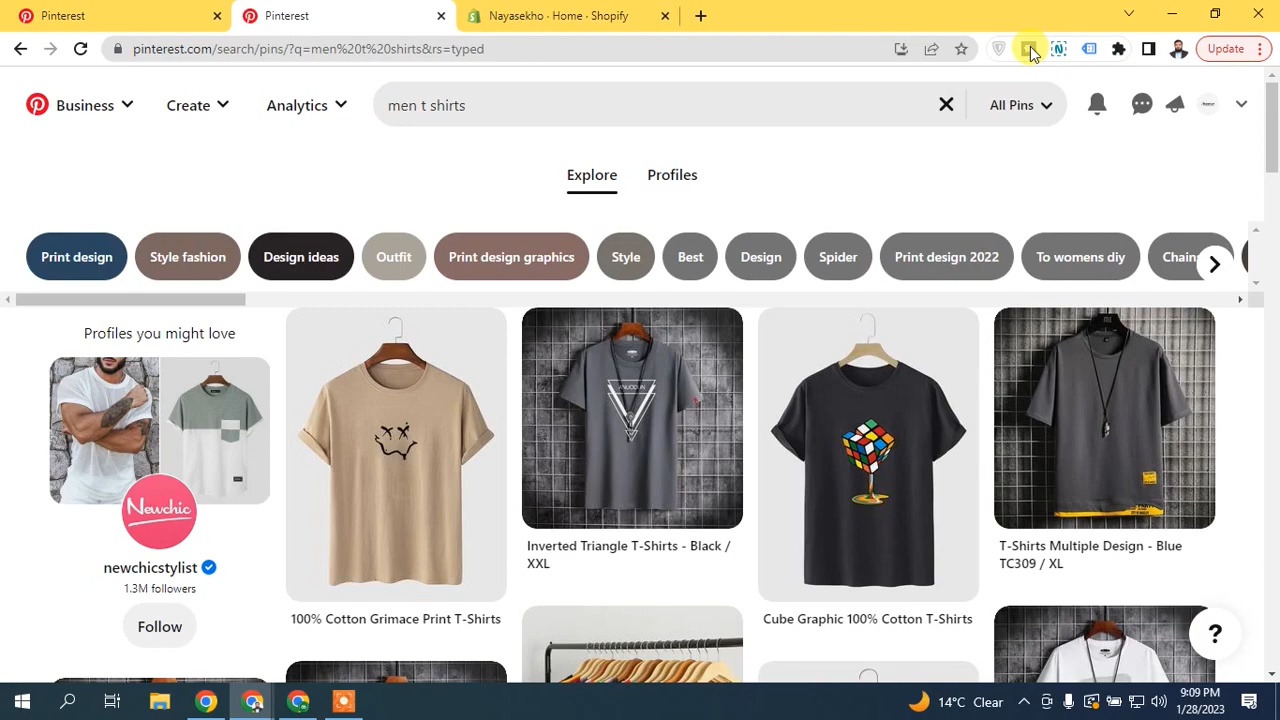 Pinterest
Pinterest
Nayasekho · Home · Shopify
pinterest.com/search/pins/?q=men%20t%20shirts&rs=typed
Update
Business
Create
Analytics
men t shirts
All Pins
Explore
Profiles
Print design
Style fashion
Design ideas
Outfit
Print design graphics
Style
Best
Design
Spider
Print design 2022
To womens diy
Chain
Profiles you might love
Newchic
newchicstylist
1.3M followers
Follow
100% Cotton Grimace Print T-Shirts
Inverted Triangle T-Shirts - Black /
XXL
Cube Graphic 100% Cotton T-Shirts
T-Shirts Multiple Design - Blue
TC309 / XL
?
14°C Clear
9:09 PM
1/28/2023